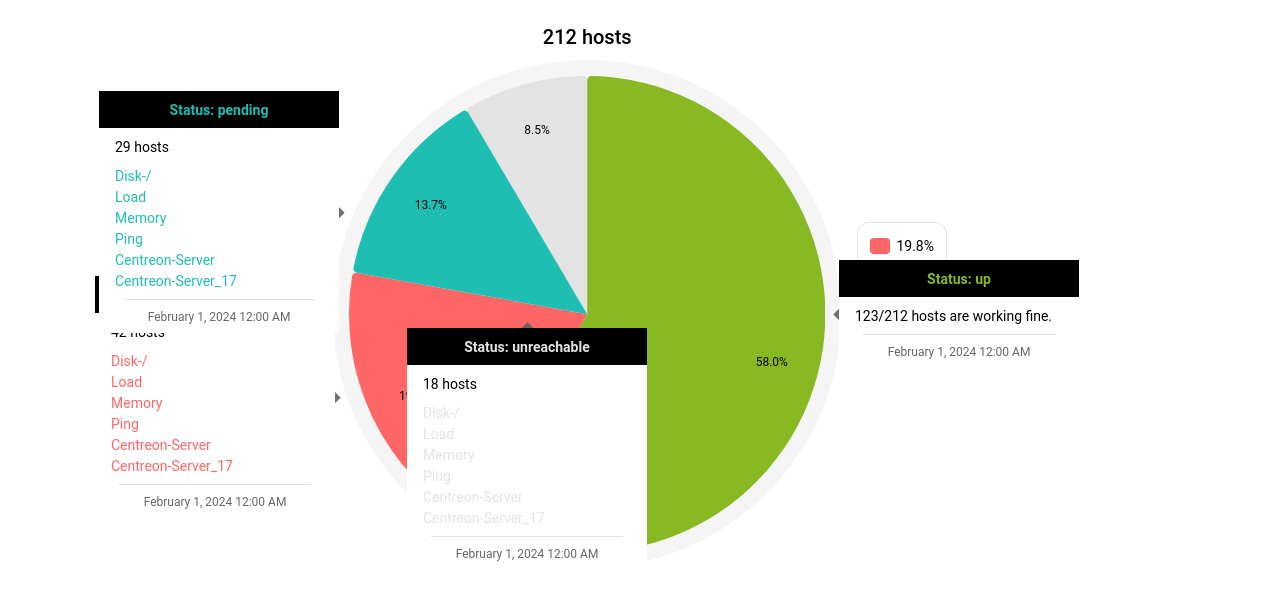 212 hosts
Status: pending
29 hosts
Disk-/
Load
Memory
Ping
Centreon-Server
Centreon-Server_17
February 1, 2024 12:00 AM
42 hosts
Disk-/
Load
Memory
Ping
Centreon-Server
Centreon-Server_17
February 1, 2024 12:00 AM
8.5%
13.7%
58.0%
Status: unreachable
18 hosts
Disk-/
Load
Memory
Ping
Centreon-Server
Centreon-Server_17
February 1, 2024 12:00 AM
19.8%
Status: up
123/212 hosts are working fine.
February 1, 2024 12:00 AM